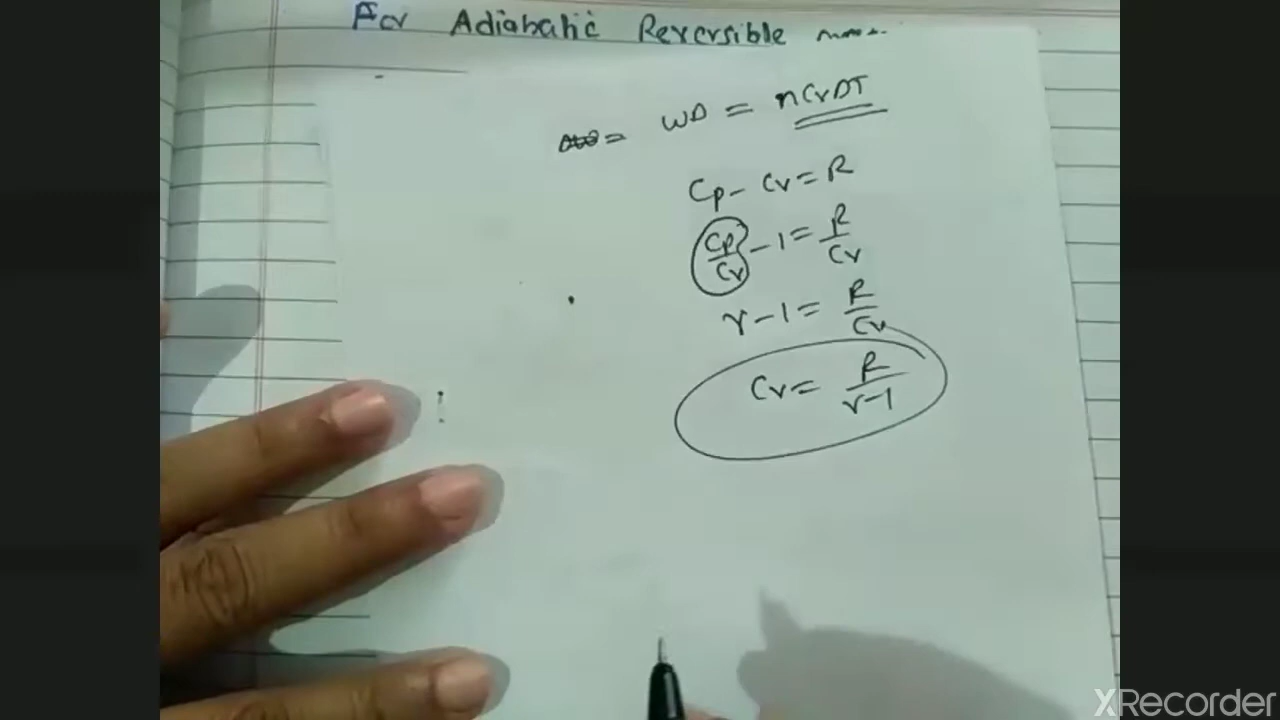 For Adiabatic Reversible
WD = nCvΔT
Cp - Cv = R
Cp/Cv - 1 = R/Cv
γ - 1 = R/Cv
Cv = R/γ-1
XRecorder